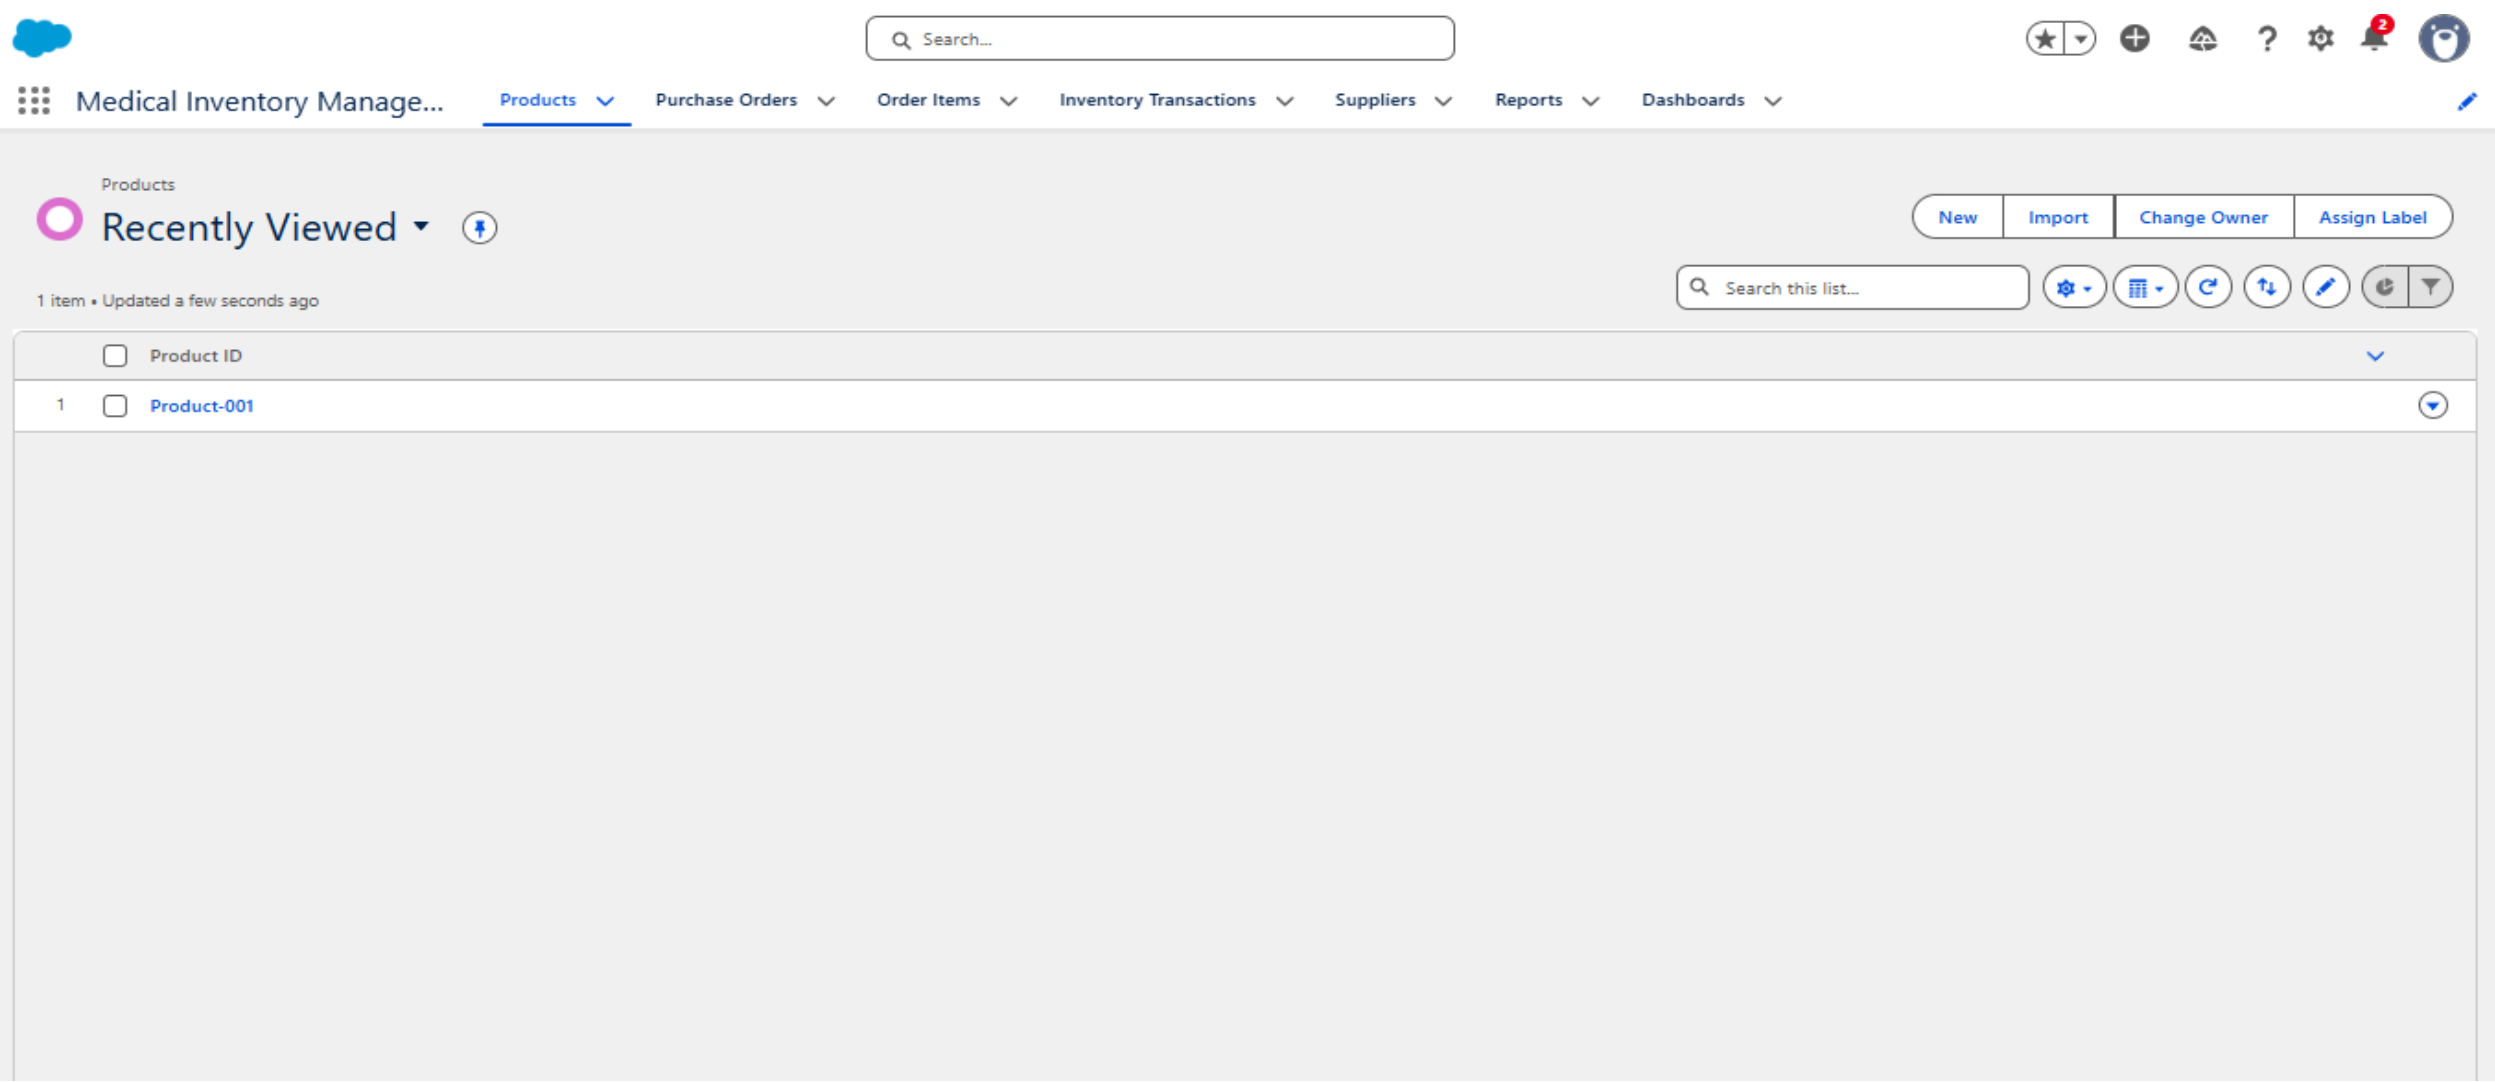 Search...
2
Medical Inventory Manage... Products Purchase Orders Order Items Inventory Transactions Suppliers Reports Dashboards
Products
Recently Viewed
New Import Change Owner Assign Label
1 item • Updated a few seconds ago
Search this list...
Product ID
1 Product-001